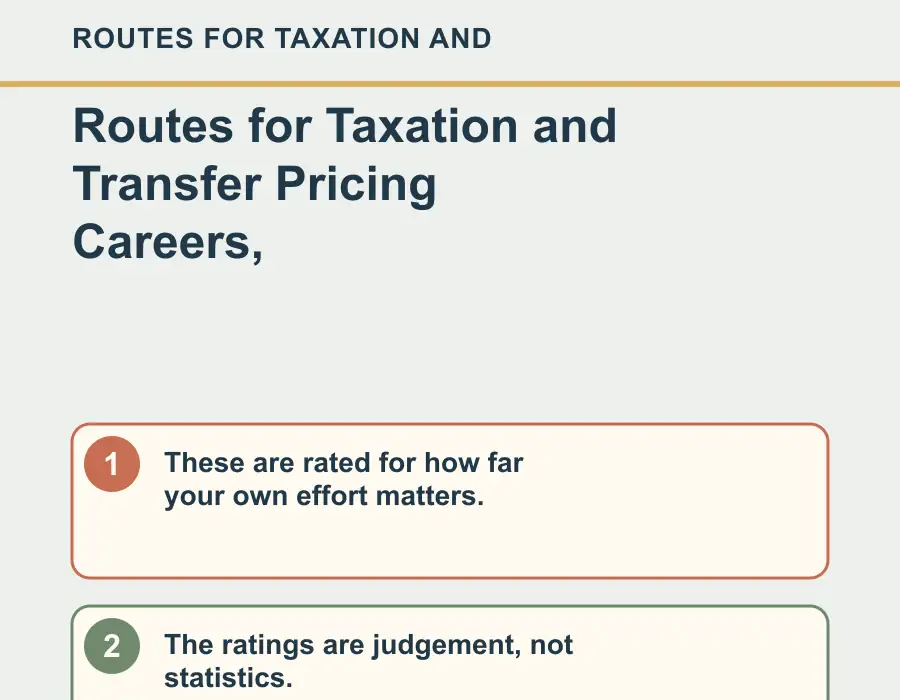 ROUTES FOR TAXATION AND
Routes for Taxation and
Transfer Pricing
Careers,
1
These are rated for how far
your own effort matters.
2
The ratings are judgement, not
statistics.